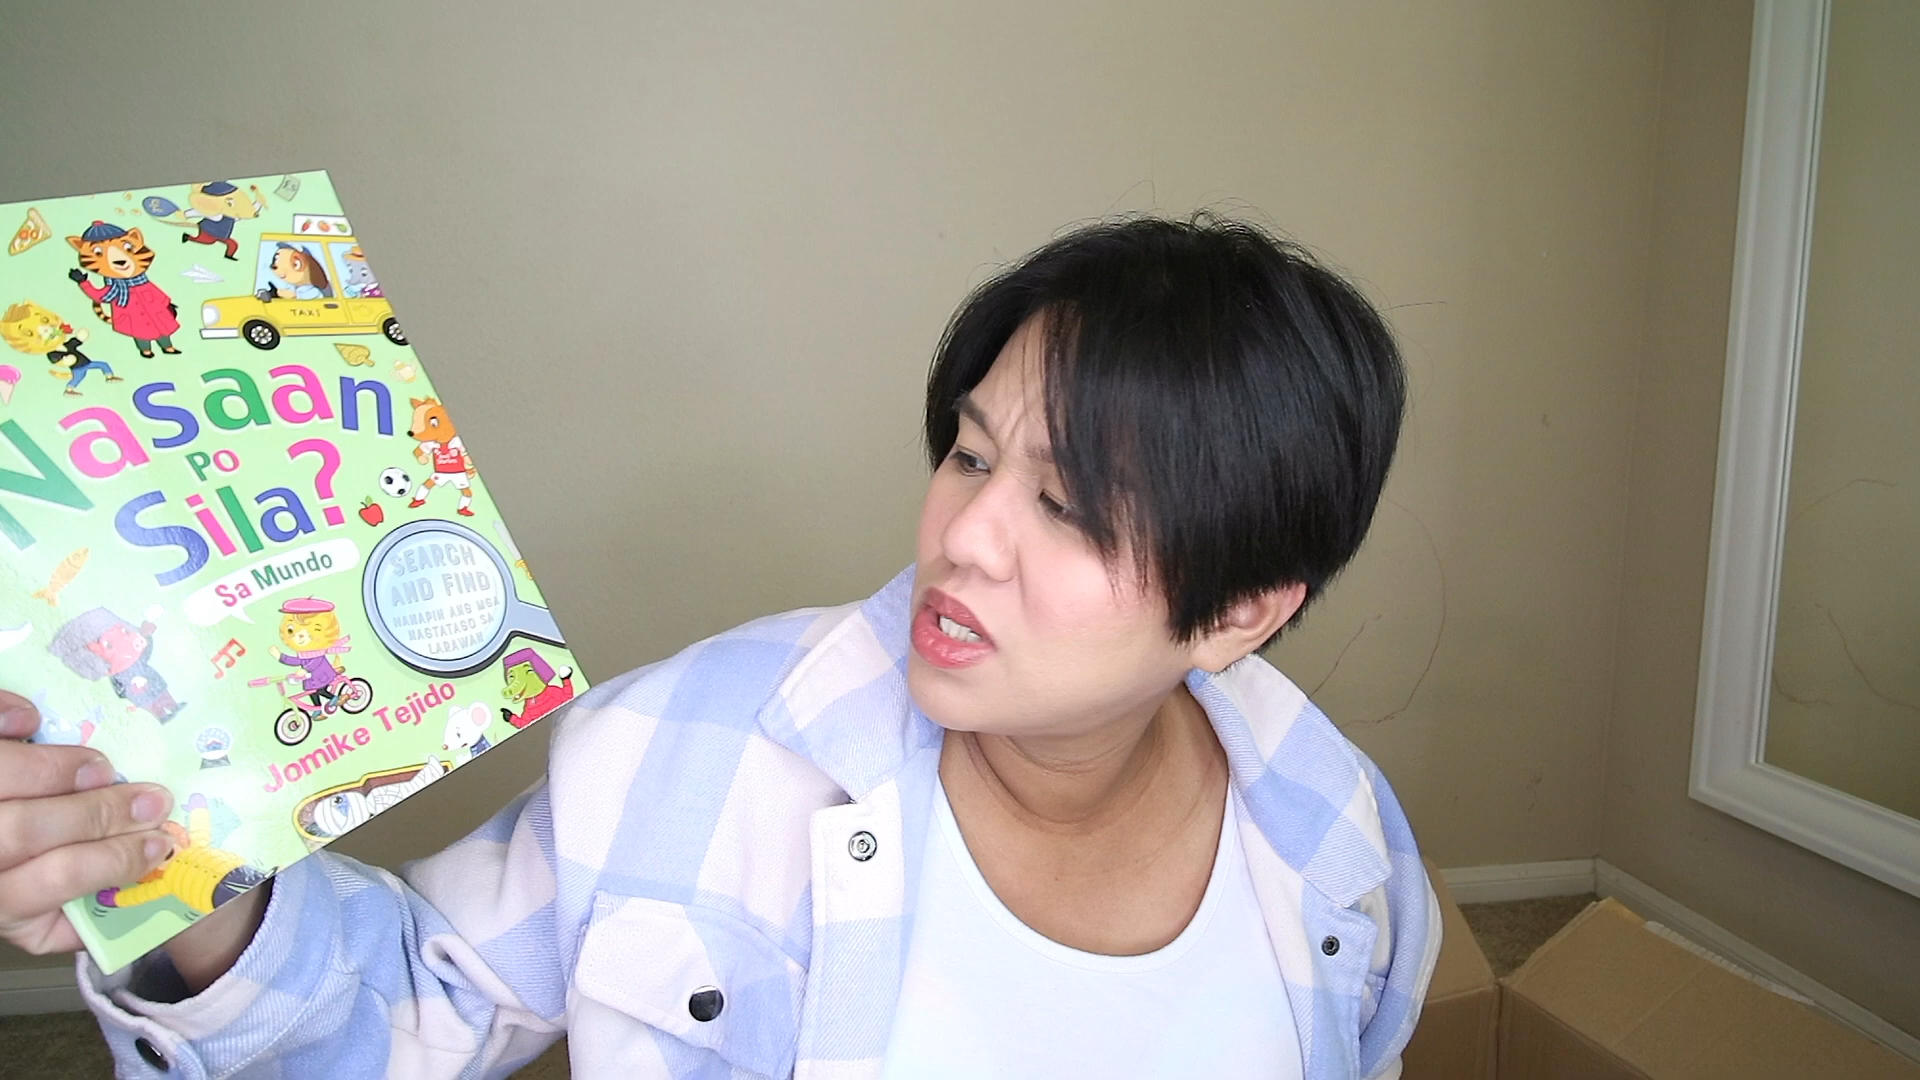 TAXI
Nasaan
Po
Sila?
Sa Mundo
SEARCH
AND FIND
HANAPIN ANG MGA
NAGTATAGO SA
LARAWAN
Jomike Tejido